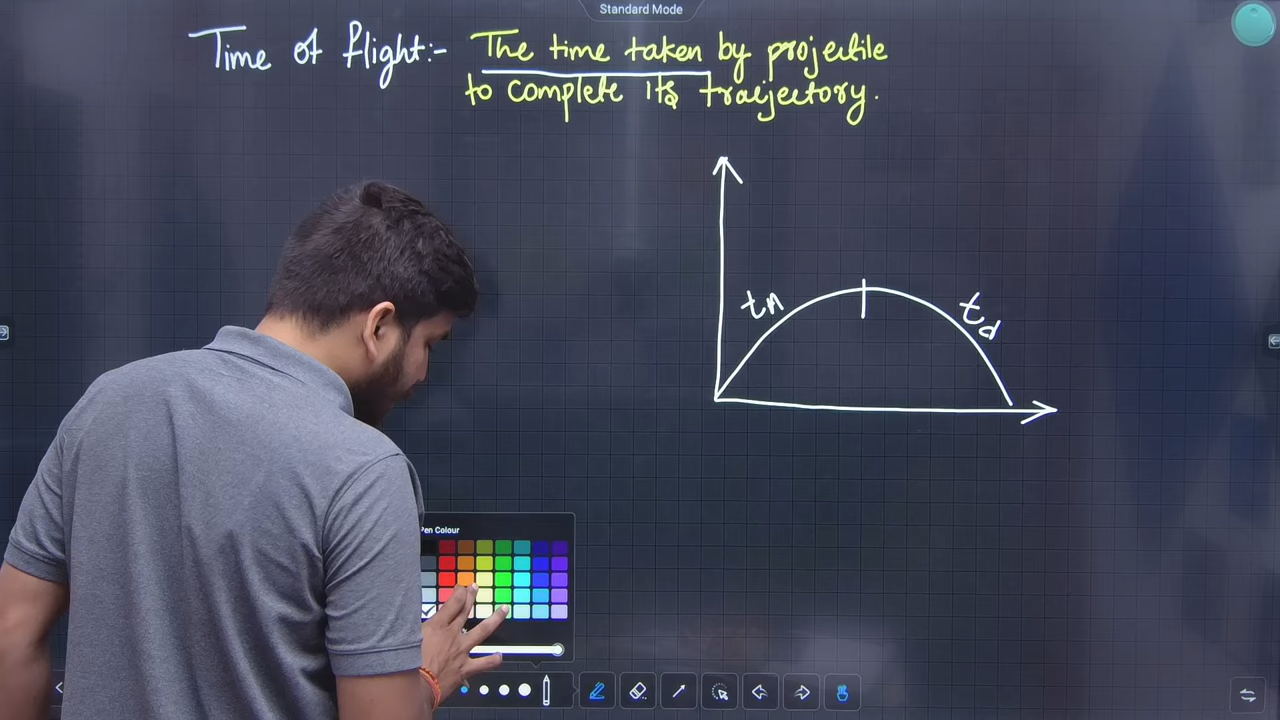 Standard Mode
Time of flight:- The time taken by projectile
to complete its trajectory.
tA
td
Pen Colour